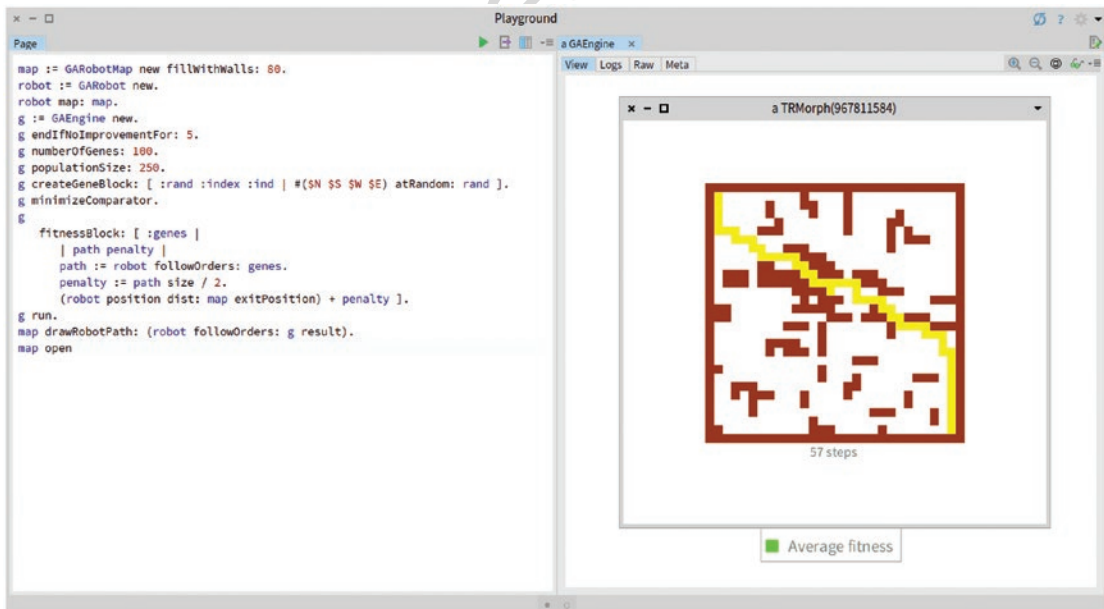 Playground
Page
a GAEngine
View Logs Raw Meta
map := GARobotMap new fillWithWalls: 80.
robot := GARobot new.
robot map: map.
g := GAEngine new.
g endIfNoImprovementFor: 5.
g numberOfGenes: 100.
g populationSize: 250.
g createGeneBlock: [ :rand :index :ind | #($N $S $W $E) atRandom: rand ].
g minimizeComparator.
g
fitnessBlock: [ :genes |
| path penalty |
path := robot followOrders: genes.
penalty := path size / 2.
(robot position dist: map exitPosition) + penalty ].
g run.
map drawRobotPath: (robot followOrders: g result).
map open
a TRMorph(967811584)
57 steps
Average fitness